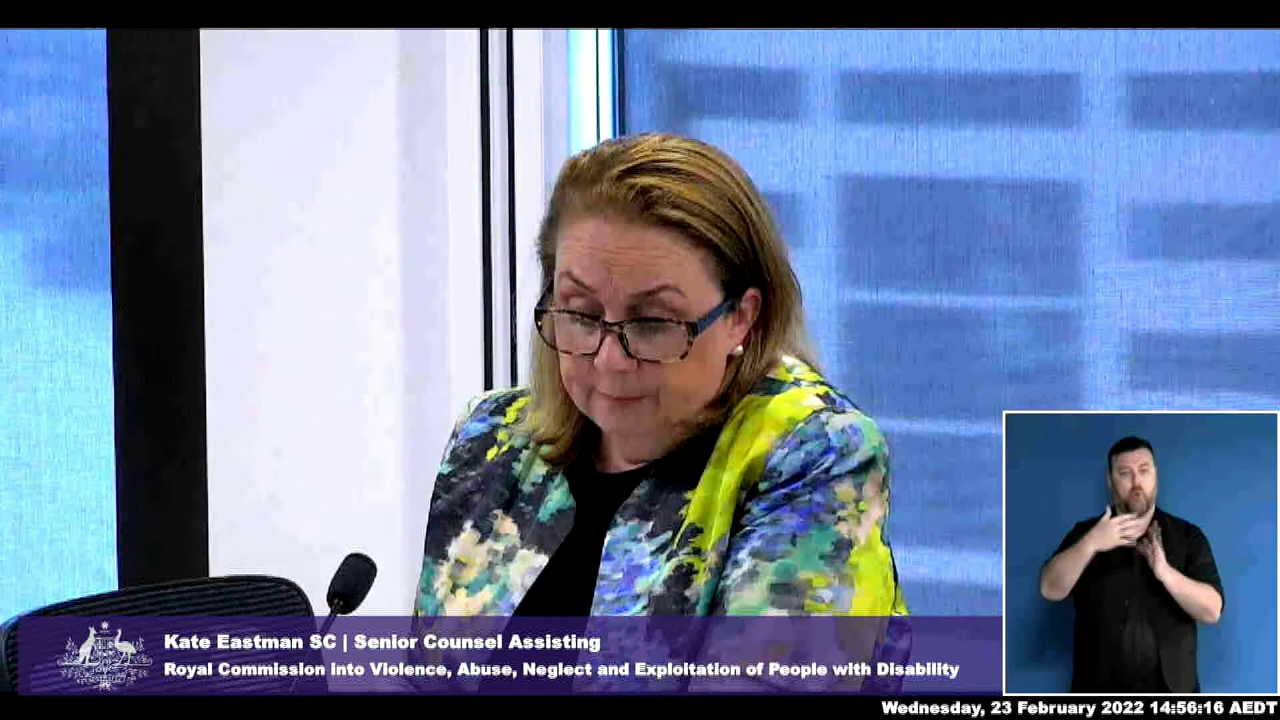 Kate Eastman SC | Senior Counsel Assisting
Royal Commission into Violence, Abuse, Neglect and Exploitation of People with Disability
Wednesday, 23 February 2022 14:56:16 AEDT